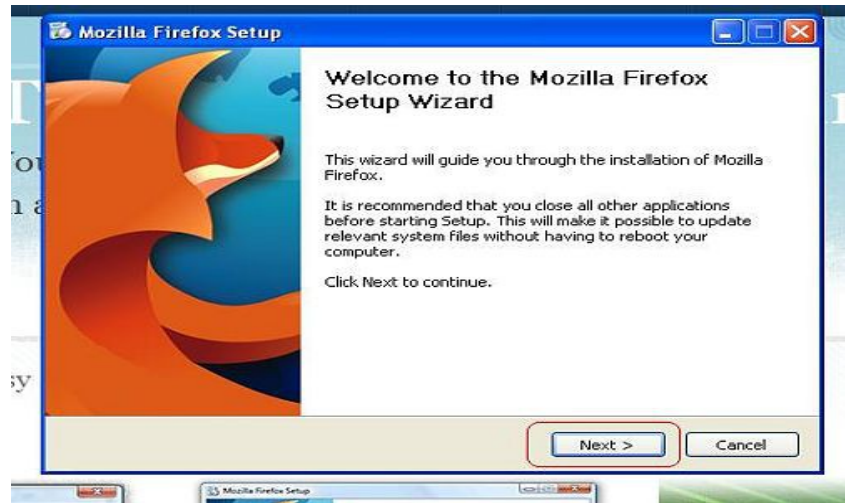 Mozilla Firefox Setup
Welcome to the Mozilla Firefox
Setup Wizard
This wizard will guide you through the installation of Mozilla
Firefox.
It is recommended that you close all other applications
before starting Setup. This will make it possible to update
relevant system files without having to reboot your
computer.
Click Next to continue.
Next >
Cancel
Mozilla Firefox Setup